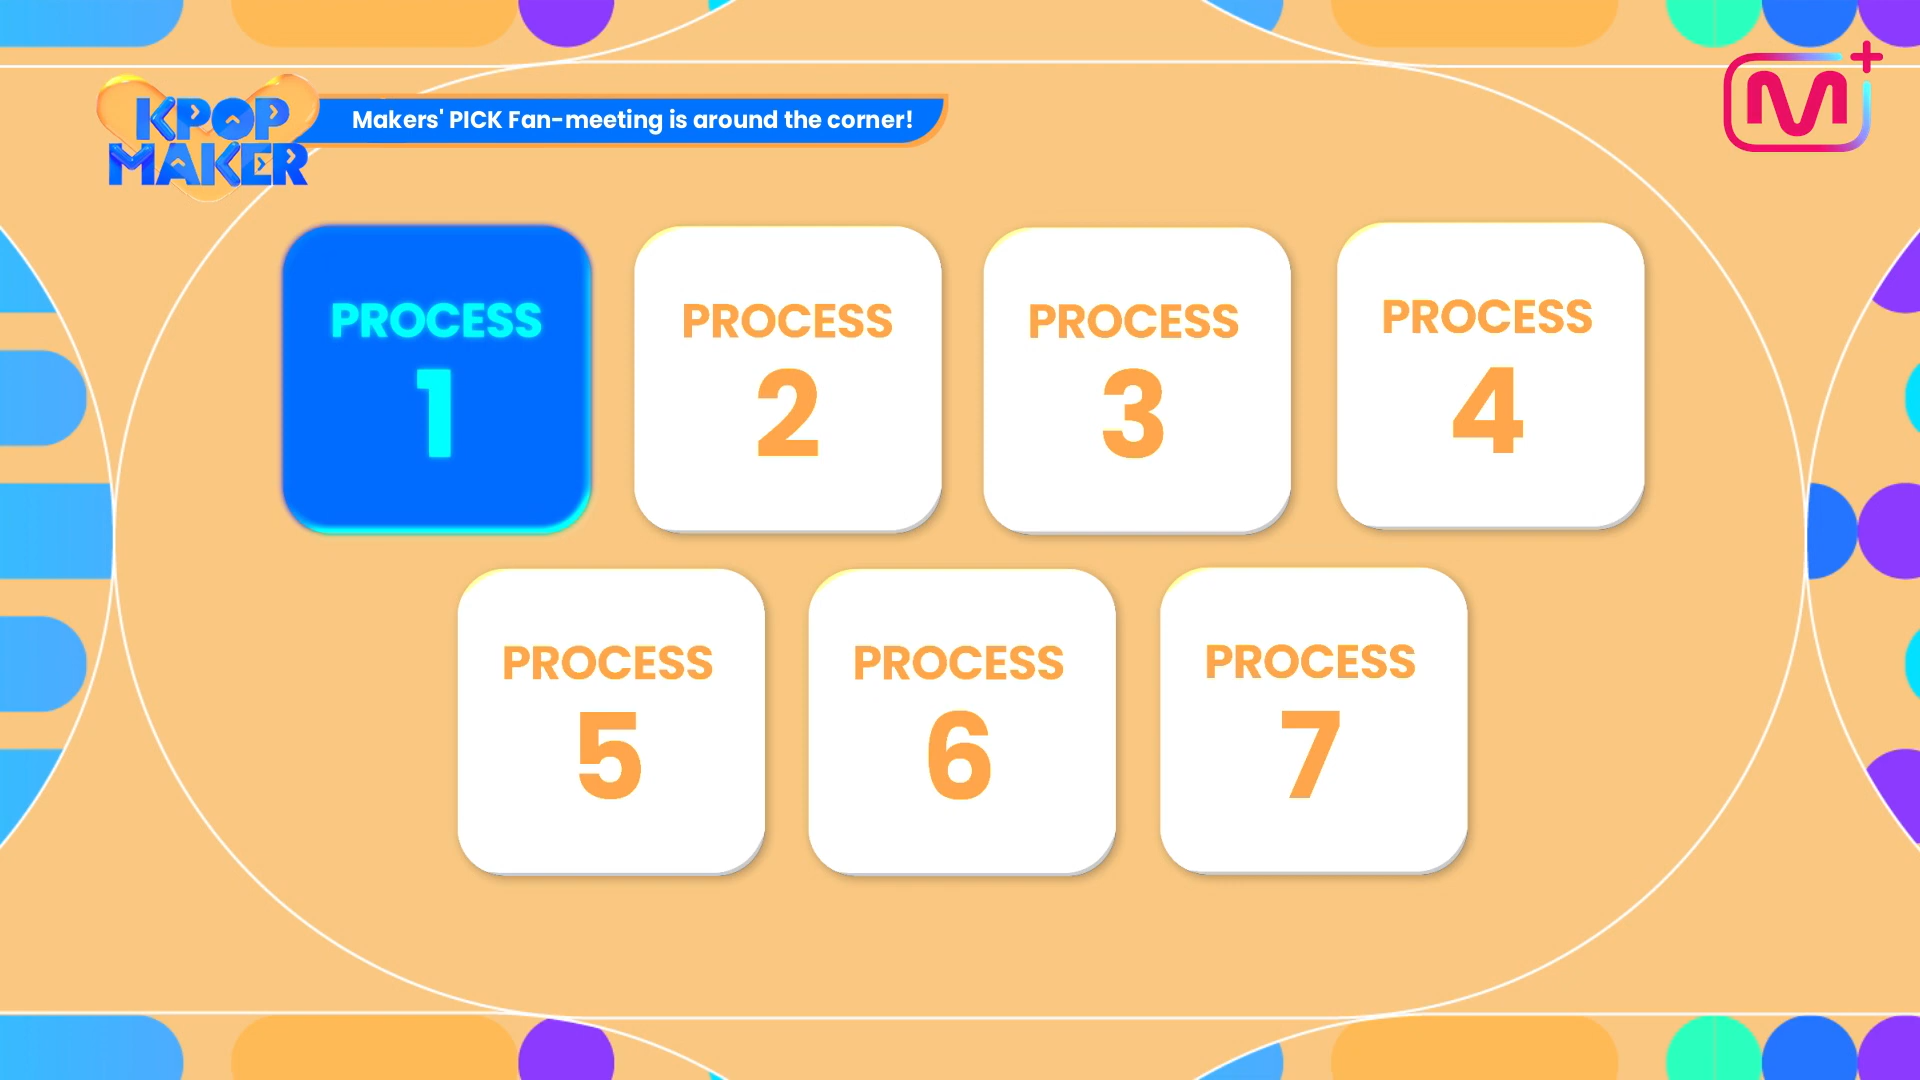 KPOP
MAKER
Makers' PICK Fan-meeting is around the corner!
M+
PROCESS
1
PROCESS
2
PROCESS
3
PROCESS
4
PROCESS
5
PROCESS
6
PROCESS
7